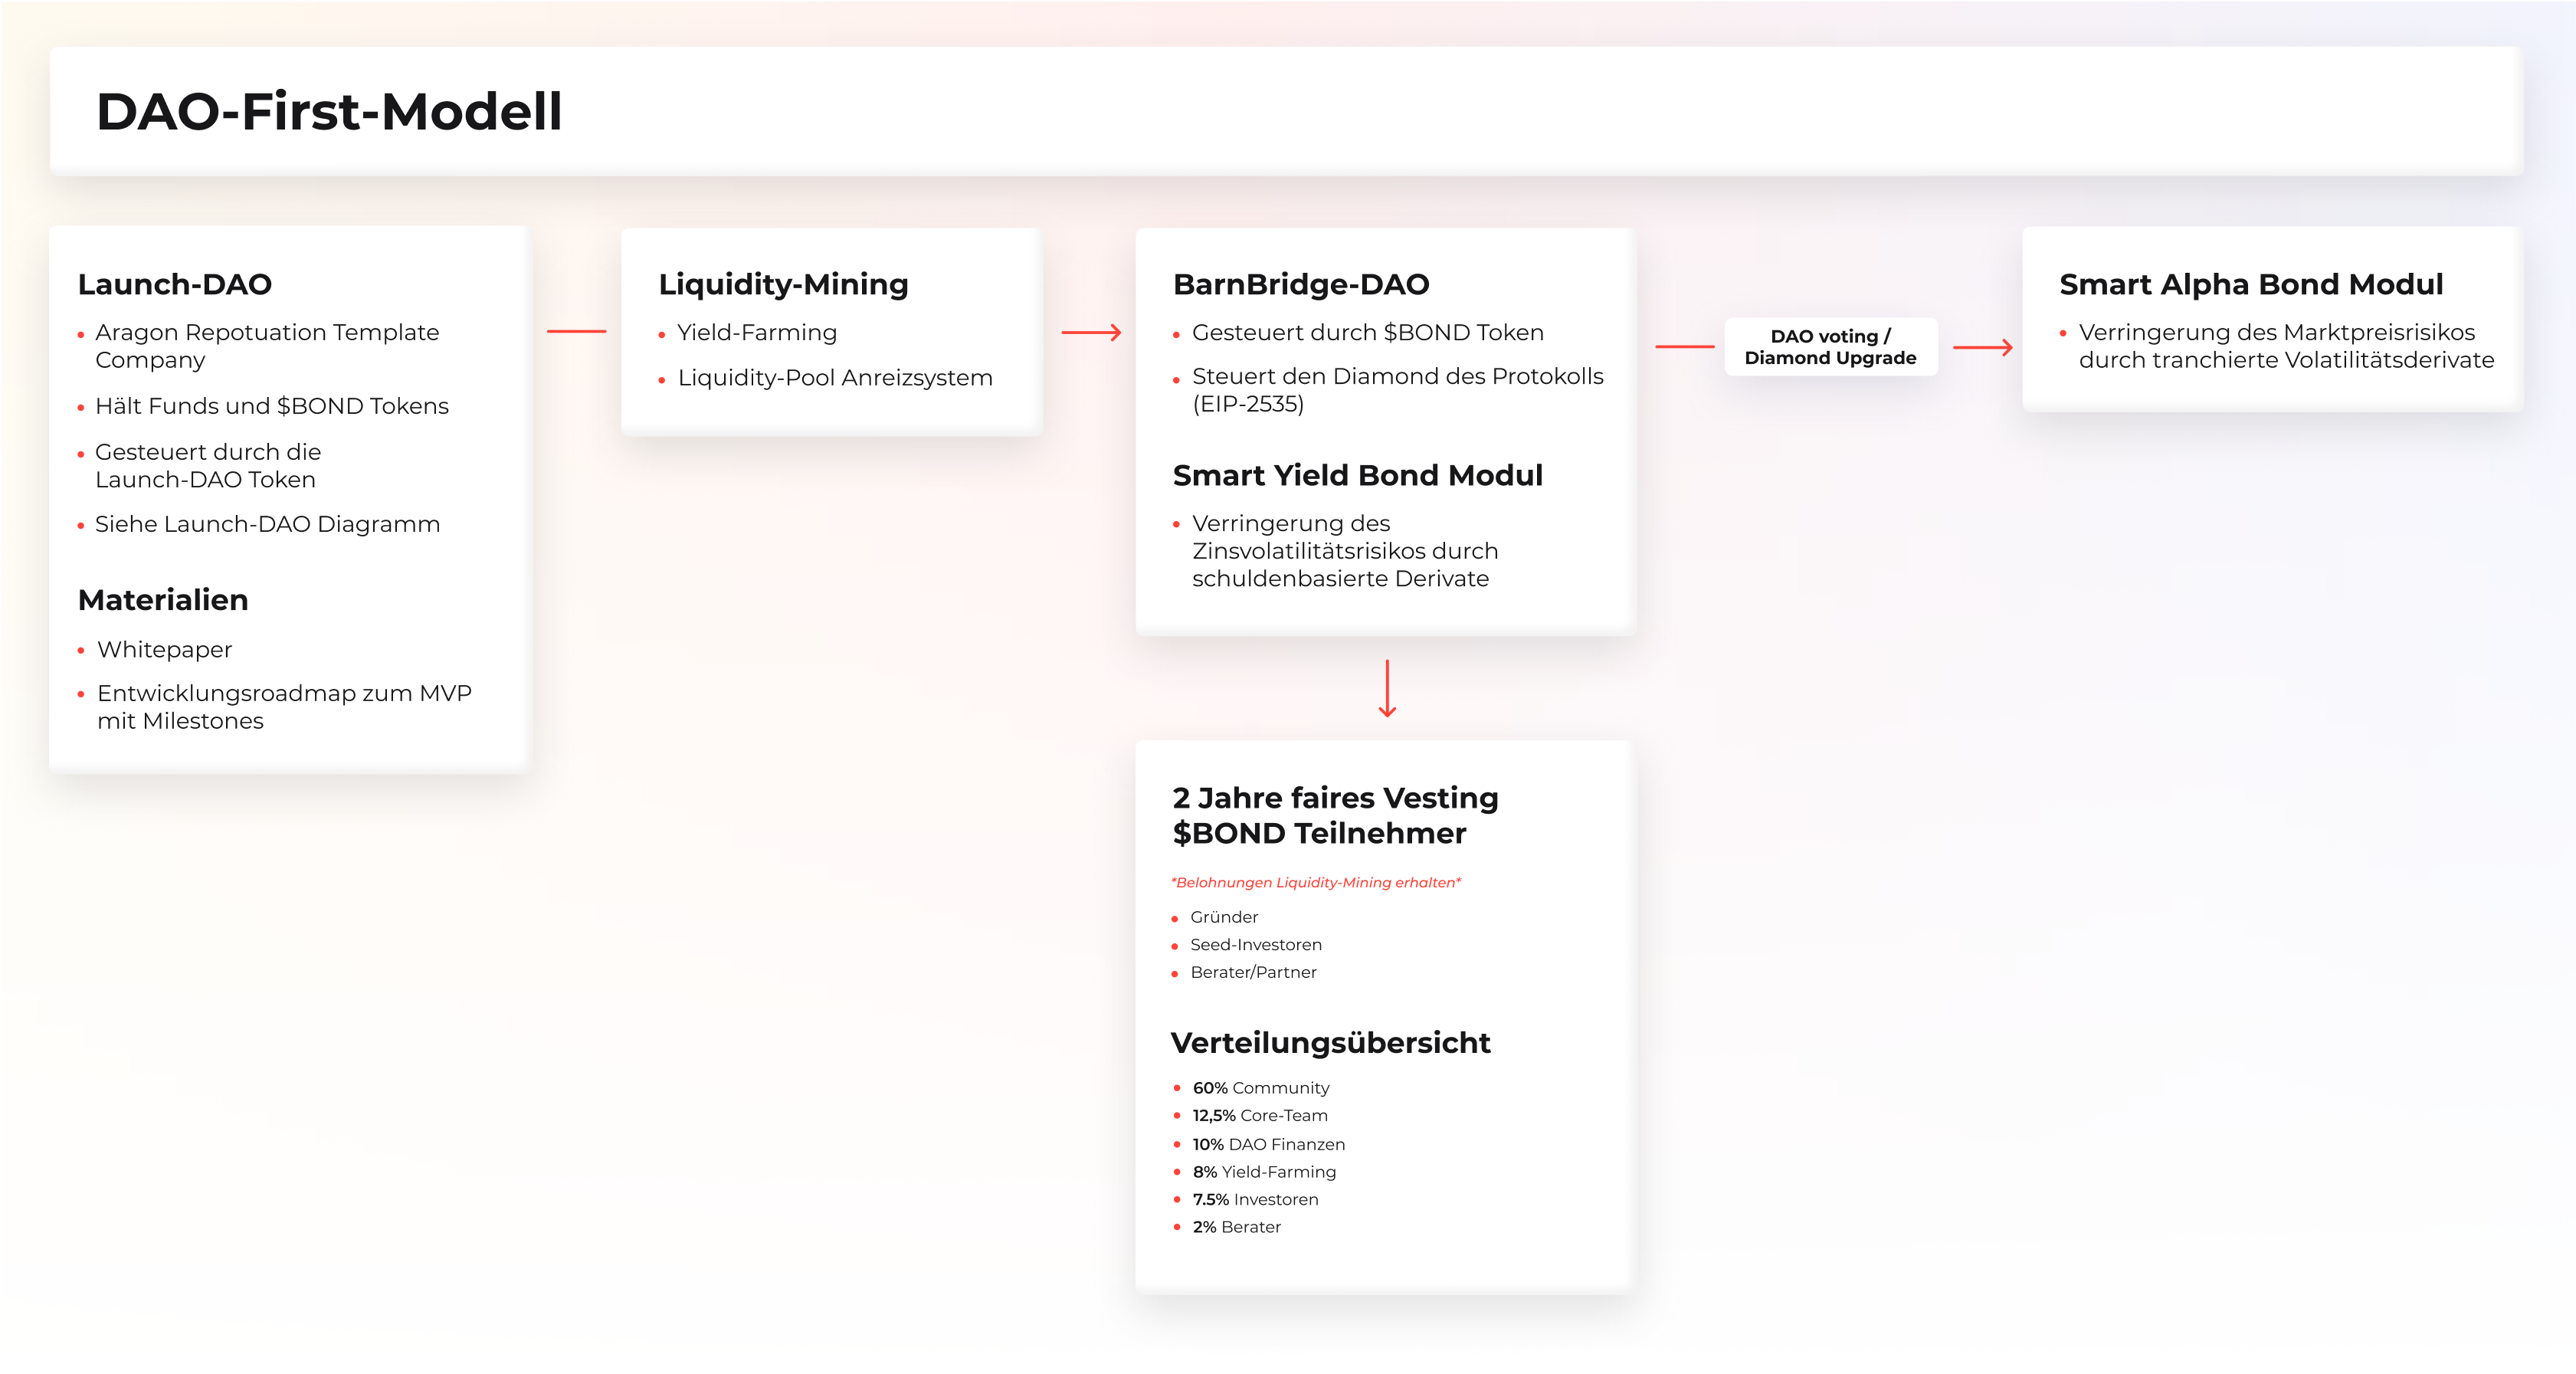 DAO-First-Modell
Launch-DAO
Aragon Repotuation Template
Company
Hält Funds und $BOND Tokens
Gesteuert durch die
Launch-DAO Token
Siehe Launch-DAO Diagramm
Materialien
Whitepaper
Entwicklungsroadmap zum MVP
mit Milestones
Liquidity-Mining
Yield-Farming
Liquidity-Pool Anreizsystem
BarnBridge-DAO
Gesteuert durch $BOND Token
Steuert den Diamond des Protokolls
(EIP-2535)
Smart Yield Bond Modul
Verringerung des
Zinsvolatilitätsrisikos durch
schuldenbasierte Derivate
DAO voting /
Diamond Upgrade
Smart Alpha Bond Modul
Verringerung des Marktpreisrisikos
durch tranchierte Volatilitätsderivate
2 Jahre faires Vesting
$BOND Teilnehmer
*Belohnungen Liquidity-Mining erhalten*
Gründer
Seed-Investoren
Berater/Partner
Verteilungsübersicht
60% Community
12,5% Core-Team
10% DAO Finanzen
8% Yield-Farming
7.5% Investoren
2% Berater